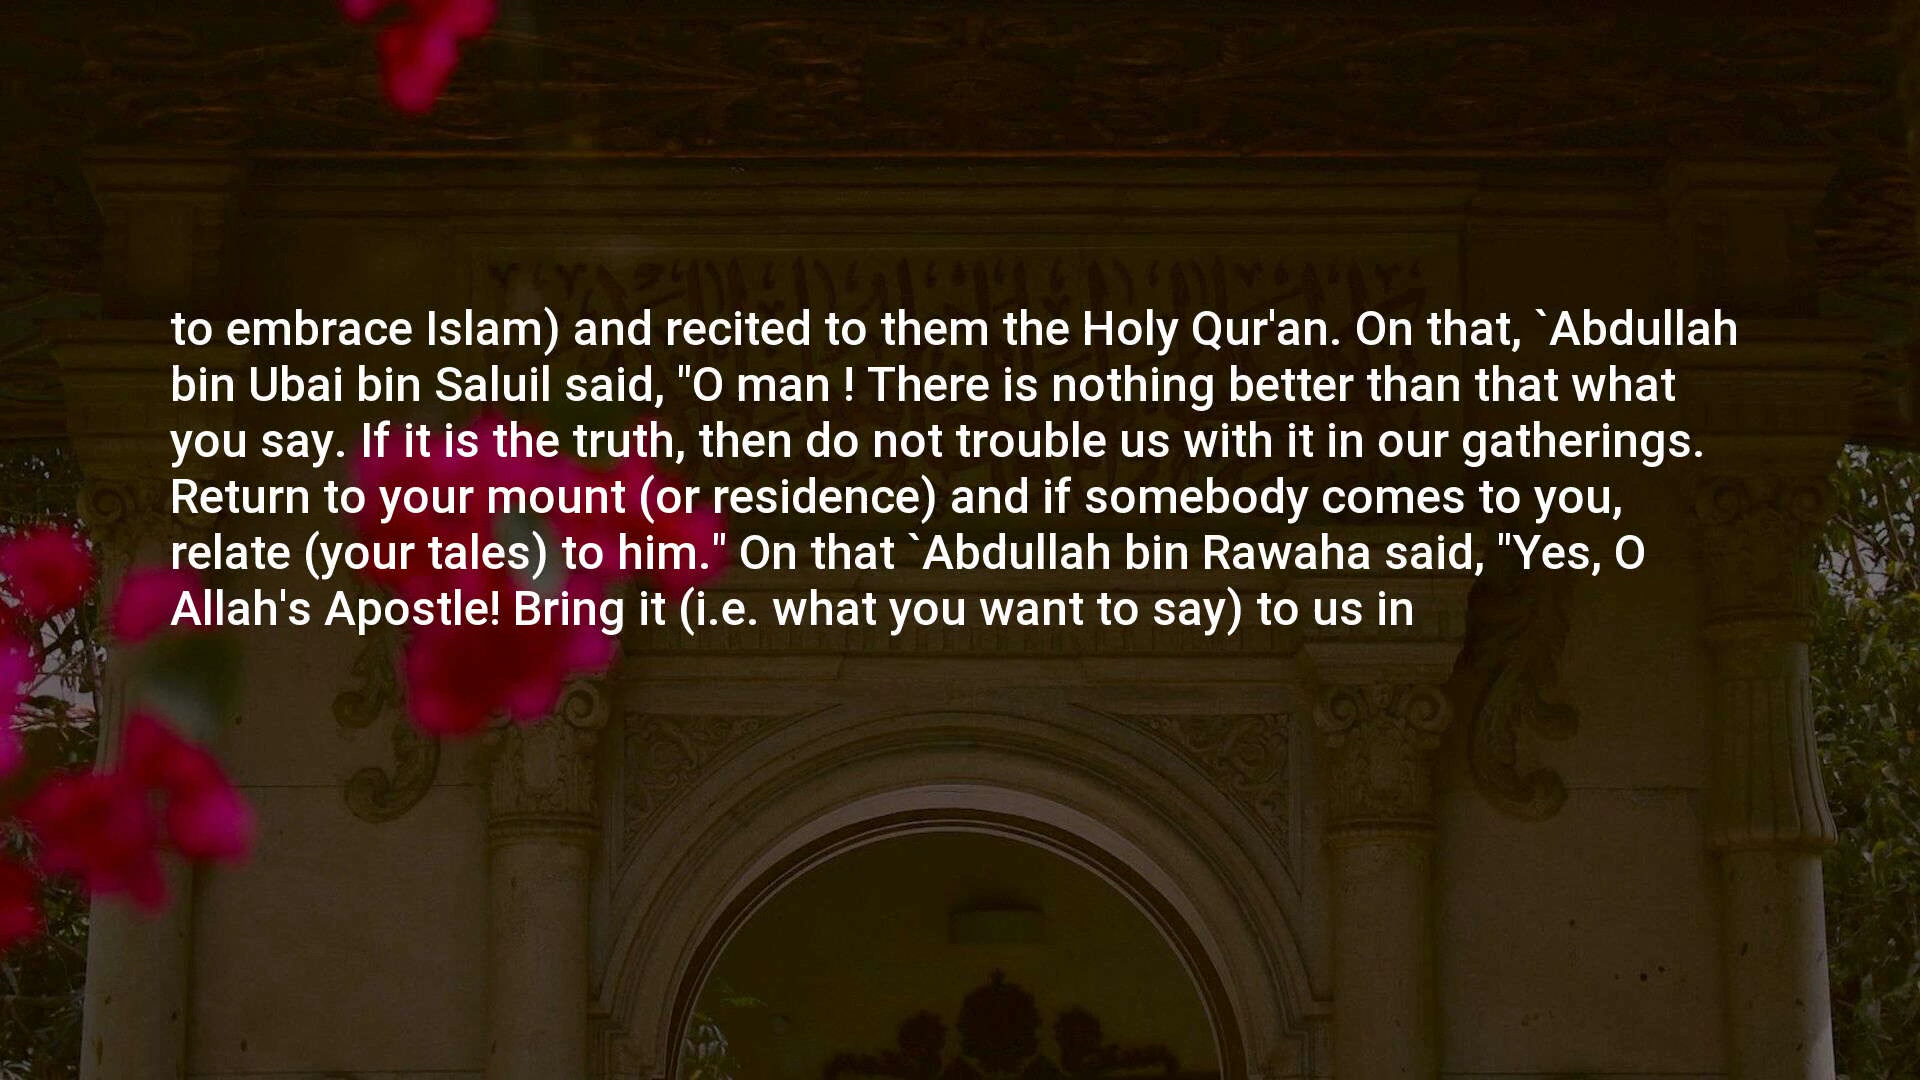 to embrace Islam) and recited to them the Holy Qur'an. On that, `Abdullah
bin Ubai bin Saluil said, "O man ! There is nothing better than that what
you say. If it is the truth, then do not trouble us with it in our gatherings.
Return to your mount (or residence) and if somebody comes to you,
relate (your tales) to him." On that `Abdullah bin Rawaha said, "Yes, O
Allah's Apostle! Bring it (i.e. what you want to say) to us in